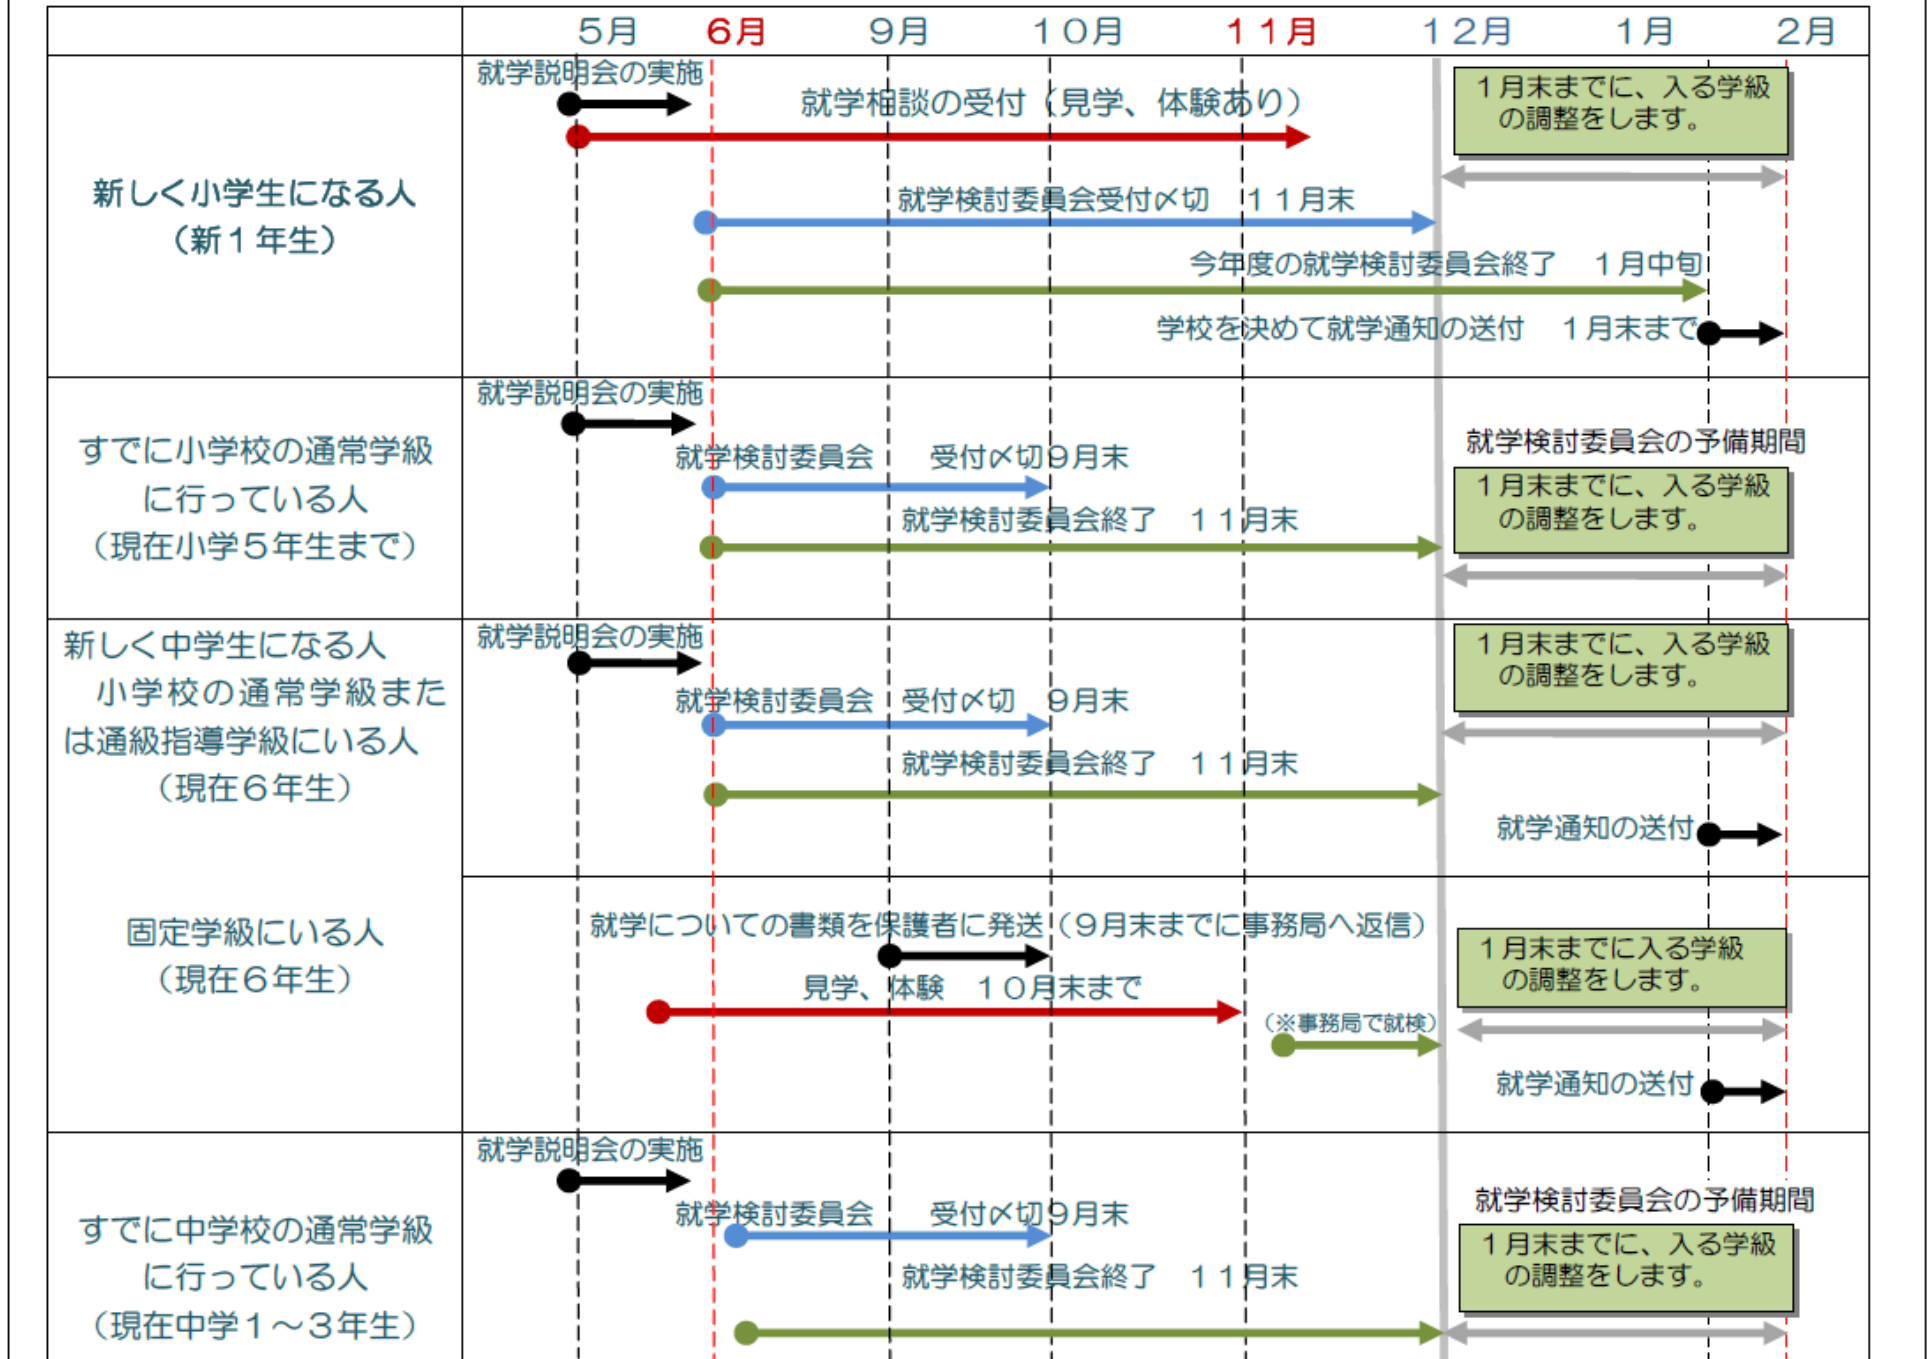 ５月　６月　９月　１０月　１１月　１２月　１月　２月
新しく小学生になる人
（新１年生）
就学説明会の実施
就学相談の受付（見学、体験あり）
就学検討委員会受付〆切　１１月末
今年度の就学検討委員会終了　１月中旬
学校を決めて就学通知の送付　１月末まで
１月末までに、入る学級
の調整をします。
すでに小学校の通常学級
に行っている人
（現在小学５年生まで）
就学説明会の実施
就学検討委員会　　受付〆切９月末
就学検討委員会終了　１１月末
就学検討委員会の予備期間
１月末までに、入る学級
の調整をします。
新しく中学生になる人
小学校の通常学級また
は通級指導学級にいる人
（現在６年生）
就学説明会の実施
就学検討委員会　受付〆切　９月末
就学検討委員会終了　１１月末
１月末までに、入る学級
の調整をします。
就学通知の送付
固定学級にいる人
（現在６年生）
就学についての書類を保護者に発送（９月末までに事務局へ返信）
見学、体験　１０月末まで
（※事務局で就検）
１月末までに入る学級
の調整をします。
就学通知の送付
すでに中学校の通常学級
に行っている人
（現在中学１～３年生）
就学説明会の実施
就学検討委員会　　受付〆切９月末
就学検討委員会終了　１１月末
就学検討委員会の予備期間
１月末までに、入る学級
の調整をします。